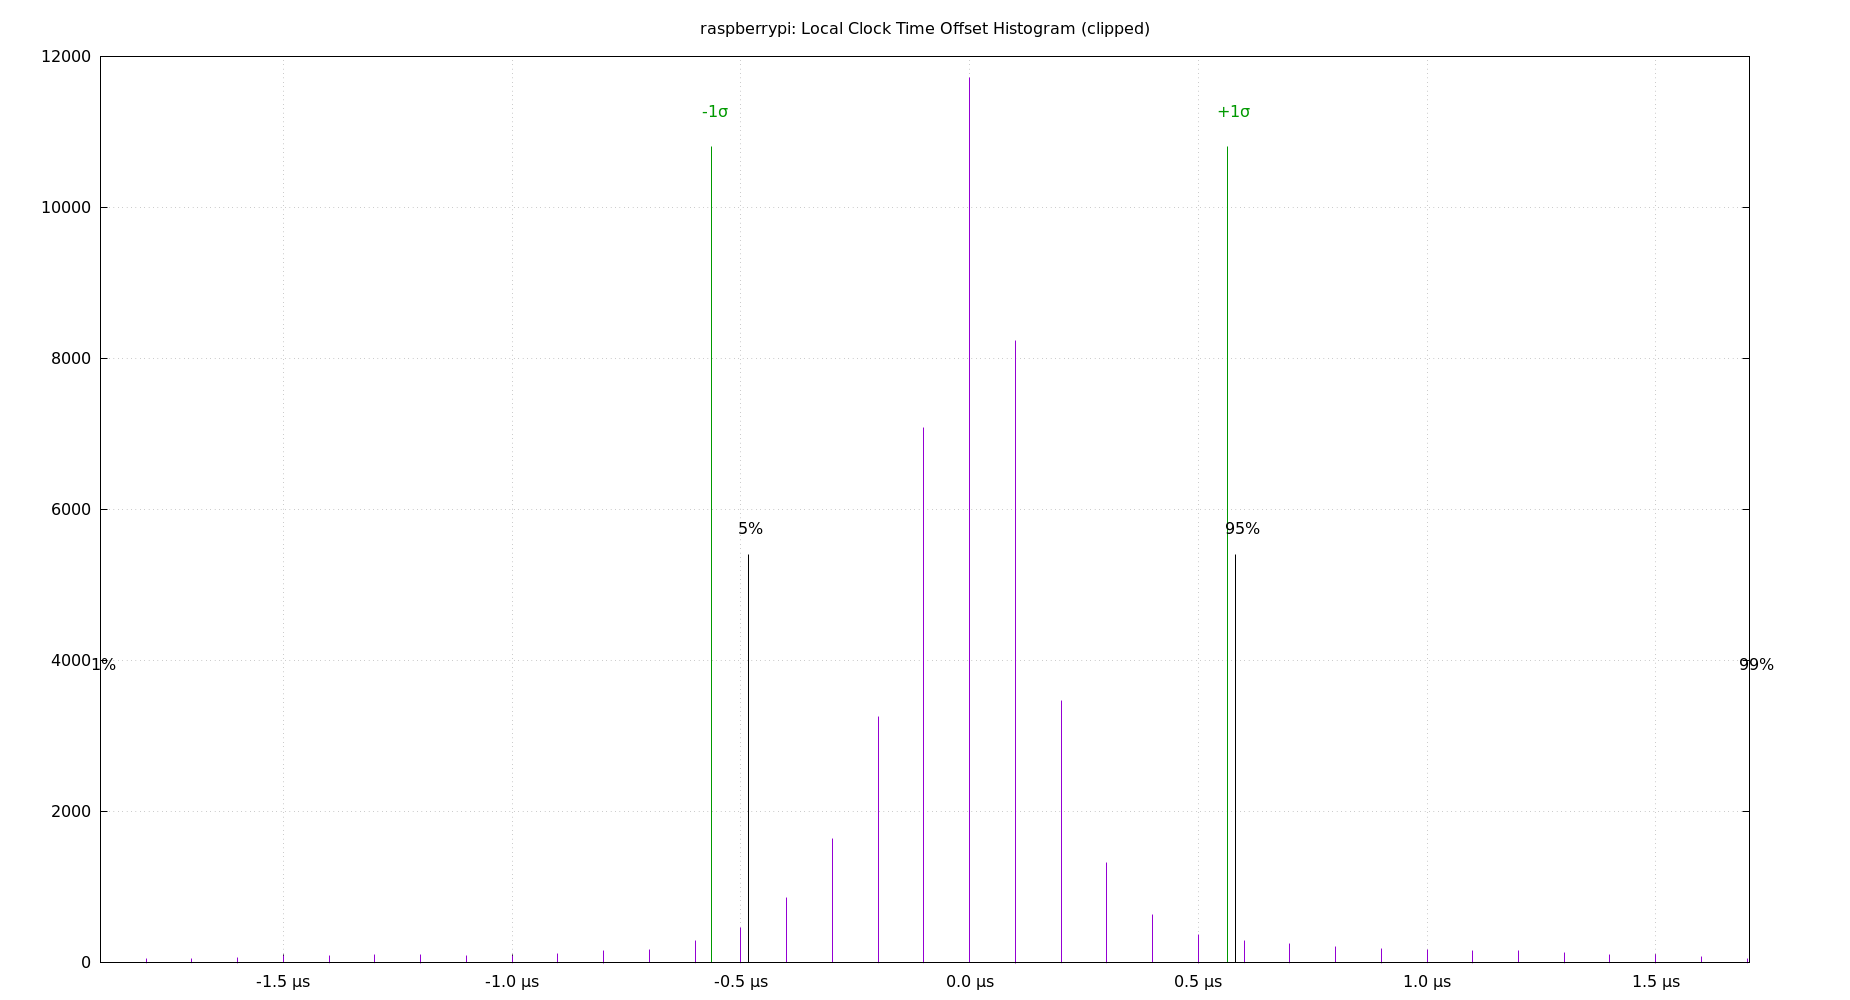 raspberrypi: Local Clock Time Offset Histogram (clipped)
12000
-1σ
+1σ
10000
8000
6000
5%
95%
4000
1%
99%
2000
0
-1.5 µs
-1.0 µs
-0.5 µs
0.0 µs
0.5 µs
1.0 µs
1.5 µs